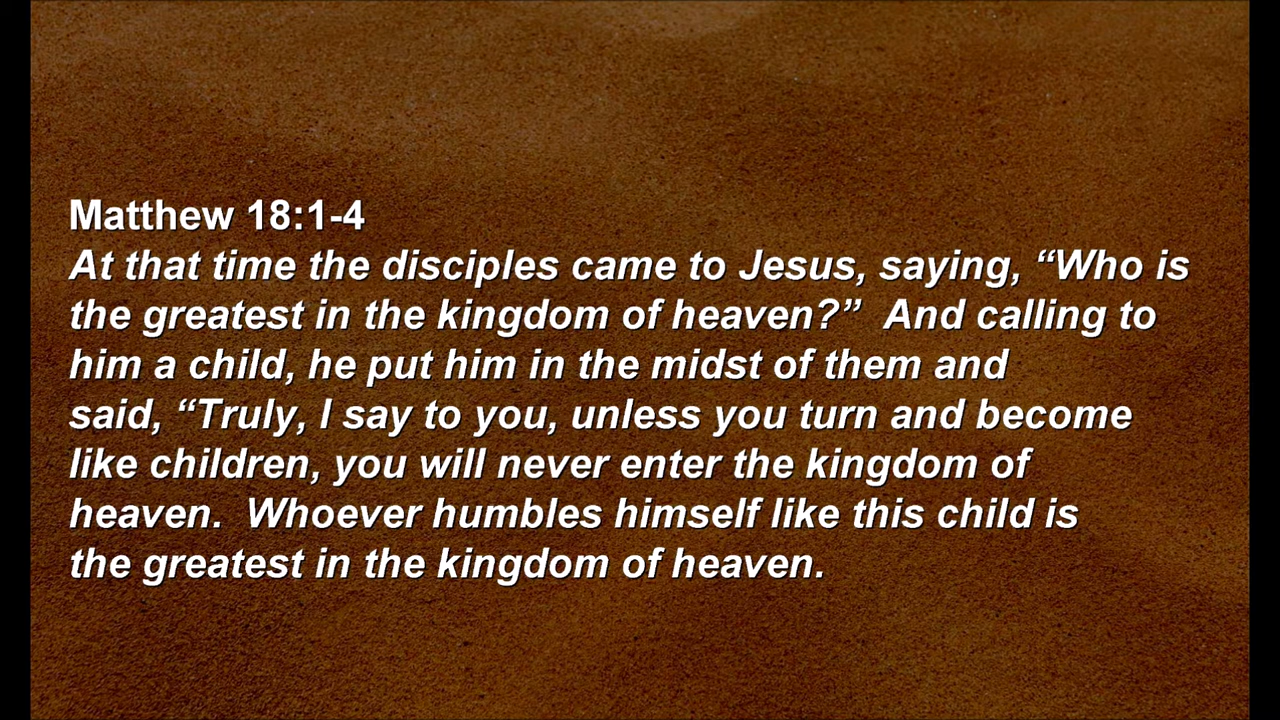 Matthew 18:1-4
At that time the disciples came to Jesus, saying, “Who is
the greatest in the kingdom of heaven?”  And calling to
him a child, he put him in the midst of them and
said, “Truly, I say to you, unless you turn and become
like children, you will never enter the kingdom of
heaven.  Whoever humbles himself like this child is
the greatest in the kingdom of heaven.